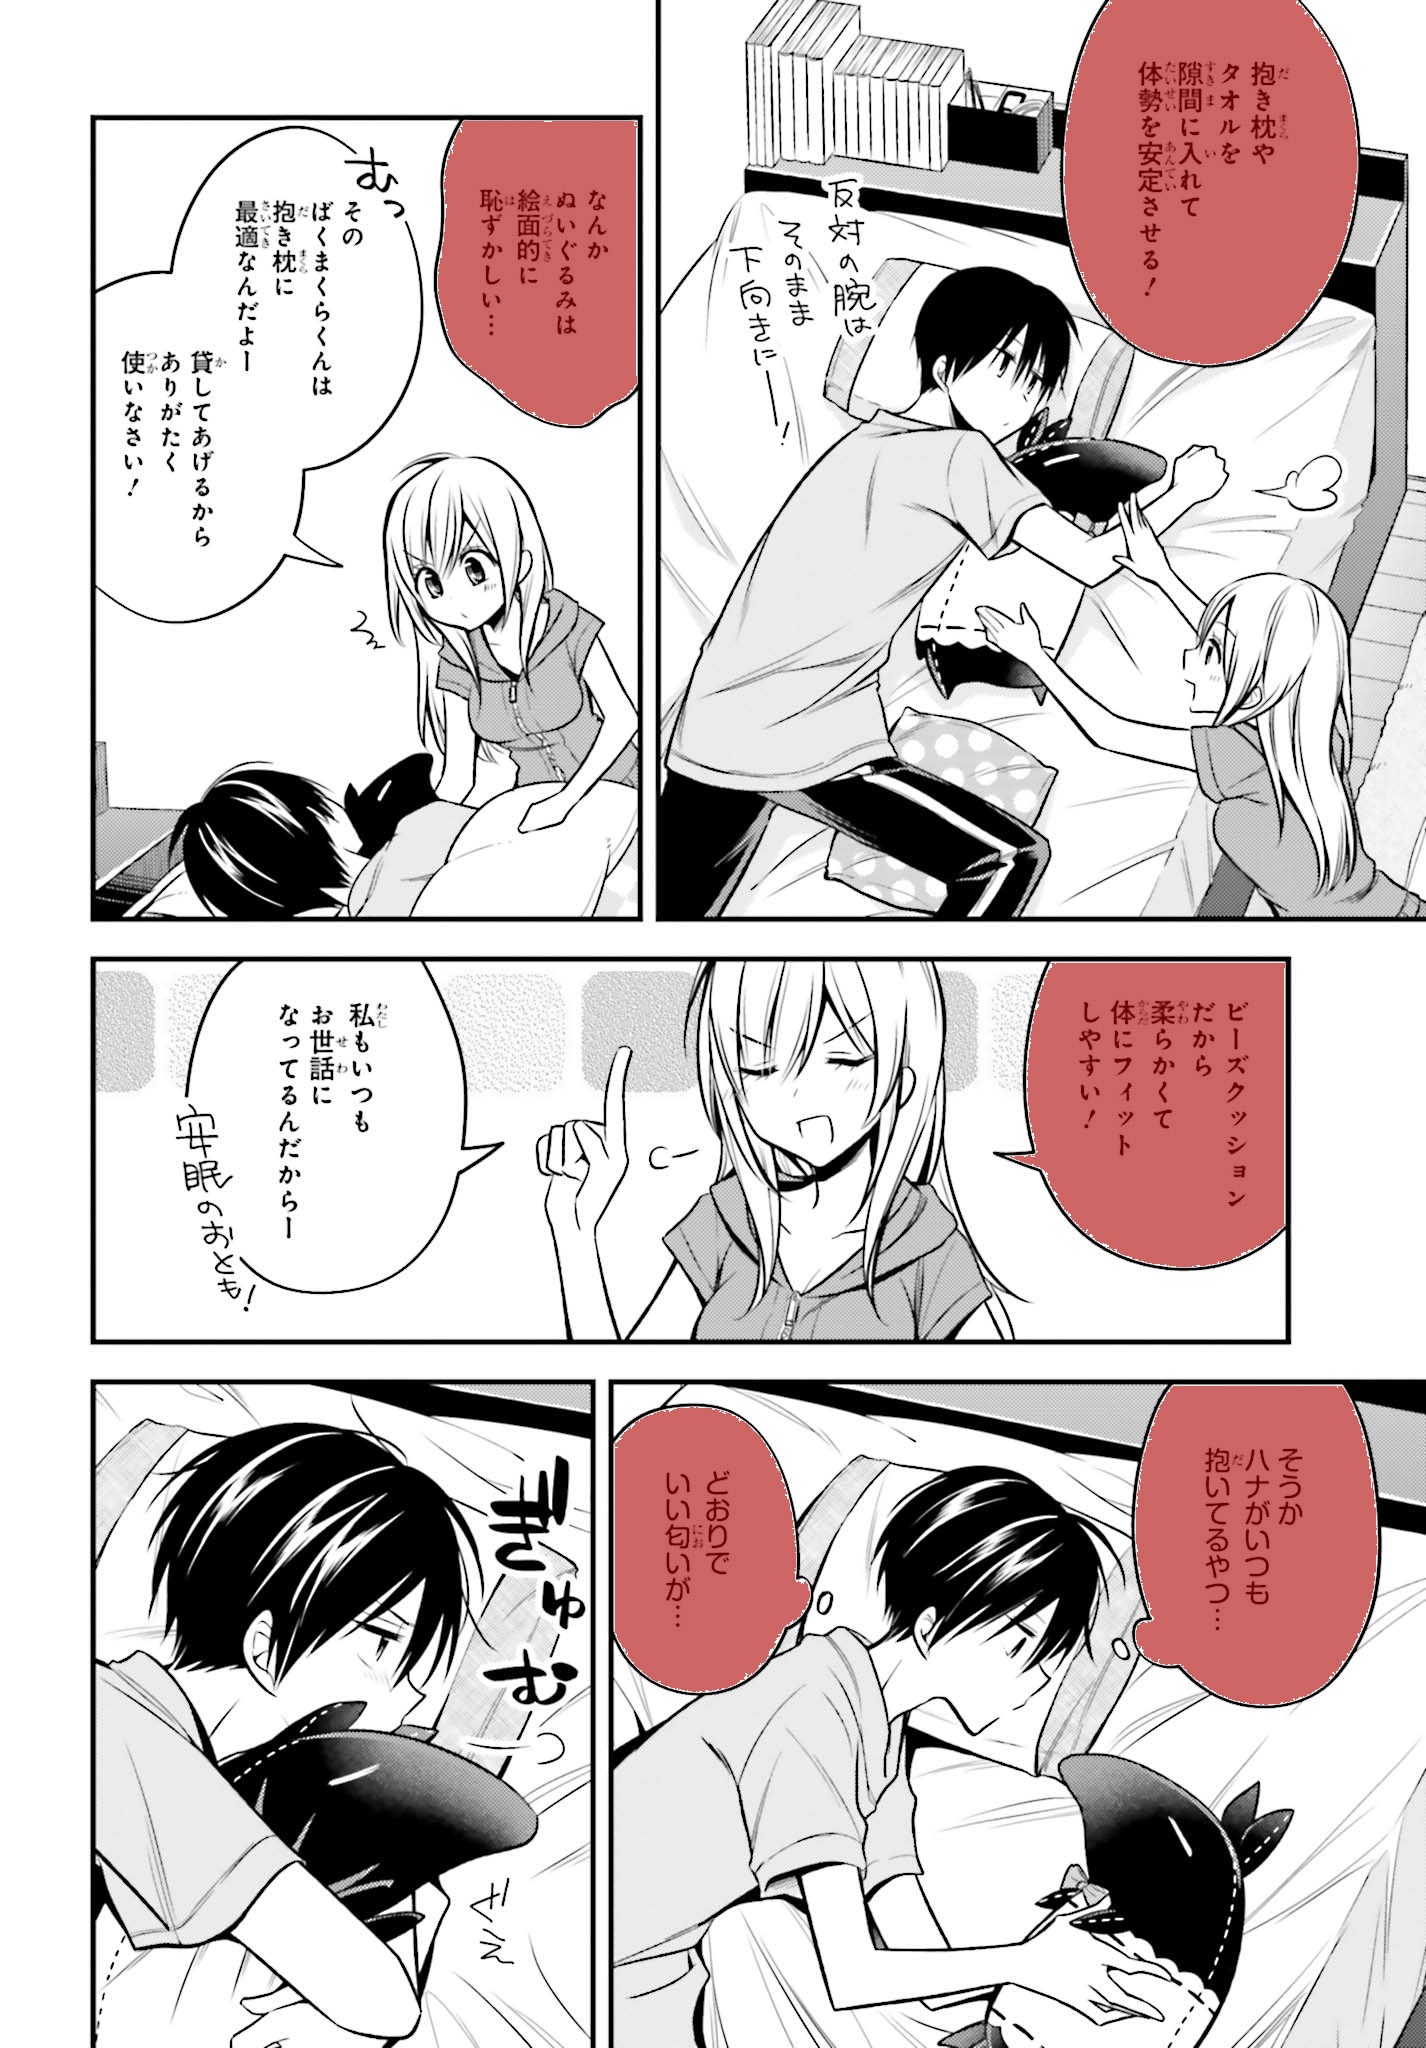 抱き枕や
タオルを
隙間に入れて
体勢を安定させる!
反対の腕は
そのまま
下向きにー!
なんか
ぬいぐるみは
絵面的に
恥ずかしい…
むっ
その
ばくまくらくんは
抱き枕に
最適なんだよー
貸してあげるから
ありがたく
使いなさい!
ビーズクッション
だから
柔らかくて
体にフィット
しやすい!
私もいつも
お世話に
なってるんだからー
安眠のおとも!
そうか
ハナがいつも
抱いてるやつ…
どおりで
いい匂いが…
ぎゅむ